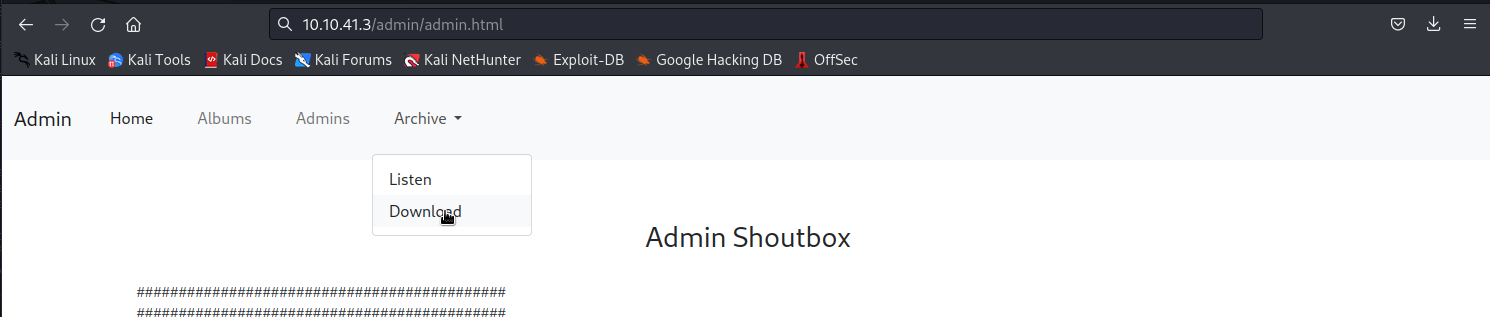 10.10.41.3/admin/admin.html
Kali Linux Kali Tools Kali Docs Kali Forums Kali NetHunter Exploit-DB Google Hacking DB OffSec
Admin Home Albums Admins Archive
Listen
Download
Admin Shoutbox
############################################
############################################